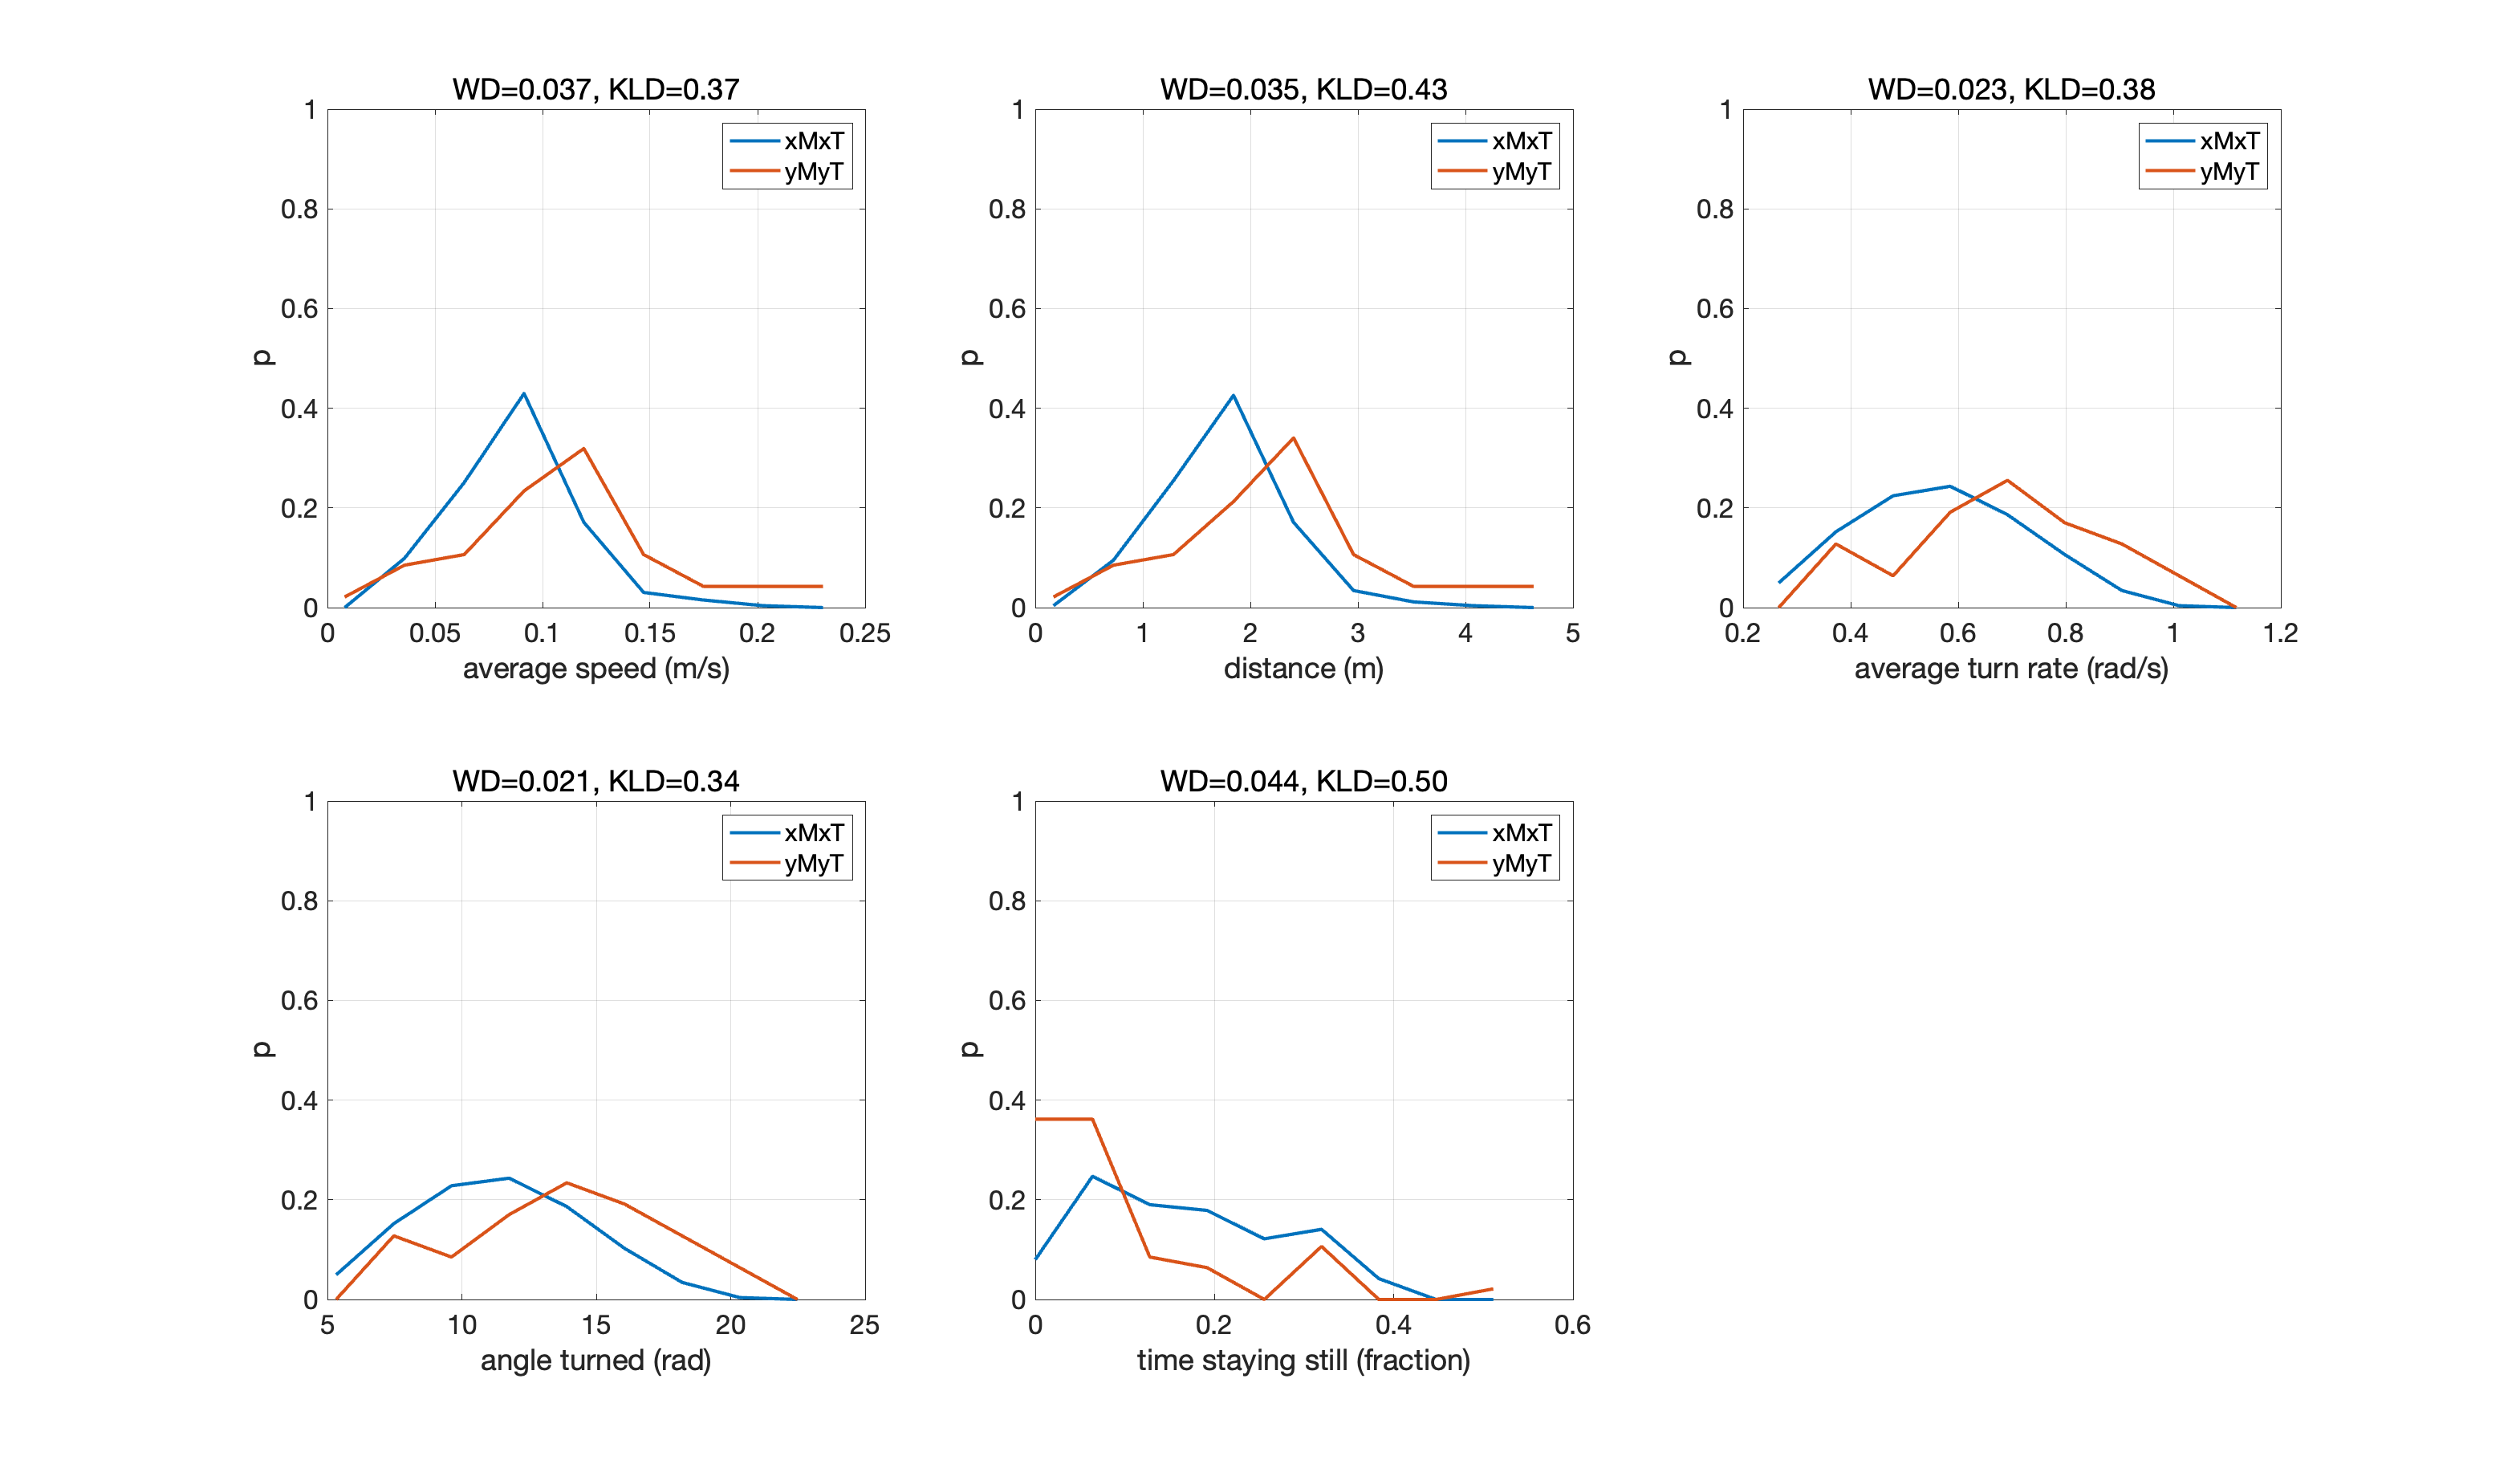 WD=0.037, KLD=0.37
1
0.8
0.6
0.4
0.2
0
p
xMxT
yMyT
0 0.05 0.1 0.15 0.2 0.25
average speed (m/s)
WD=0.035, KLD=0.43
1
0.8
0.6
0.4
0.2
0
p
xMxT
yMyT
0 1 2 3 4 5
distance (m)
WD=0.023, KLD=0.38
1
0.8
0.6
0.4
0.2
0
p
xMxT
yMyT
0.2 0.4 0.6 0.8 1 1.2
average turn rate (rad/s)
WD=0.021, KLD=0.34
1
0.8
0.6
0.4
0.2
0
p
xMxT
yMyT
5 10 15 20 25
angle turned (rad)
WD=0.044, KLD=0.50
1
0.8
0.6
0.4
0.2
0
p
xMxT
yMyT
0 0.2 0.4 0.6
time staying still (fraction)